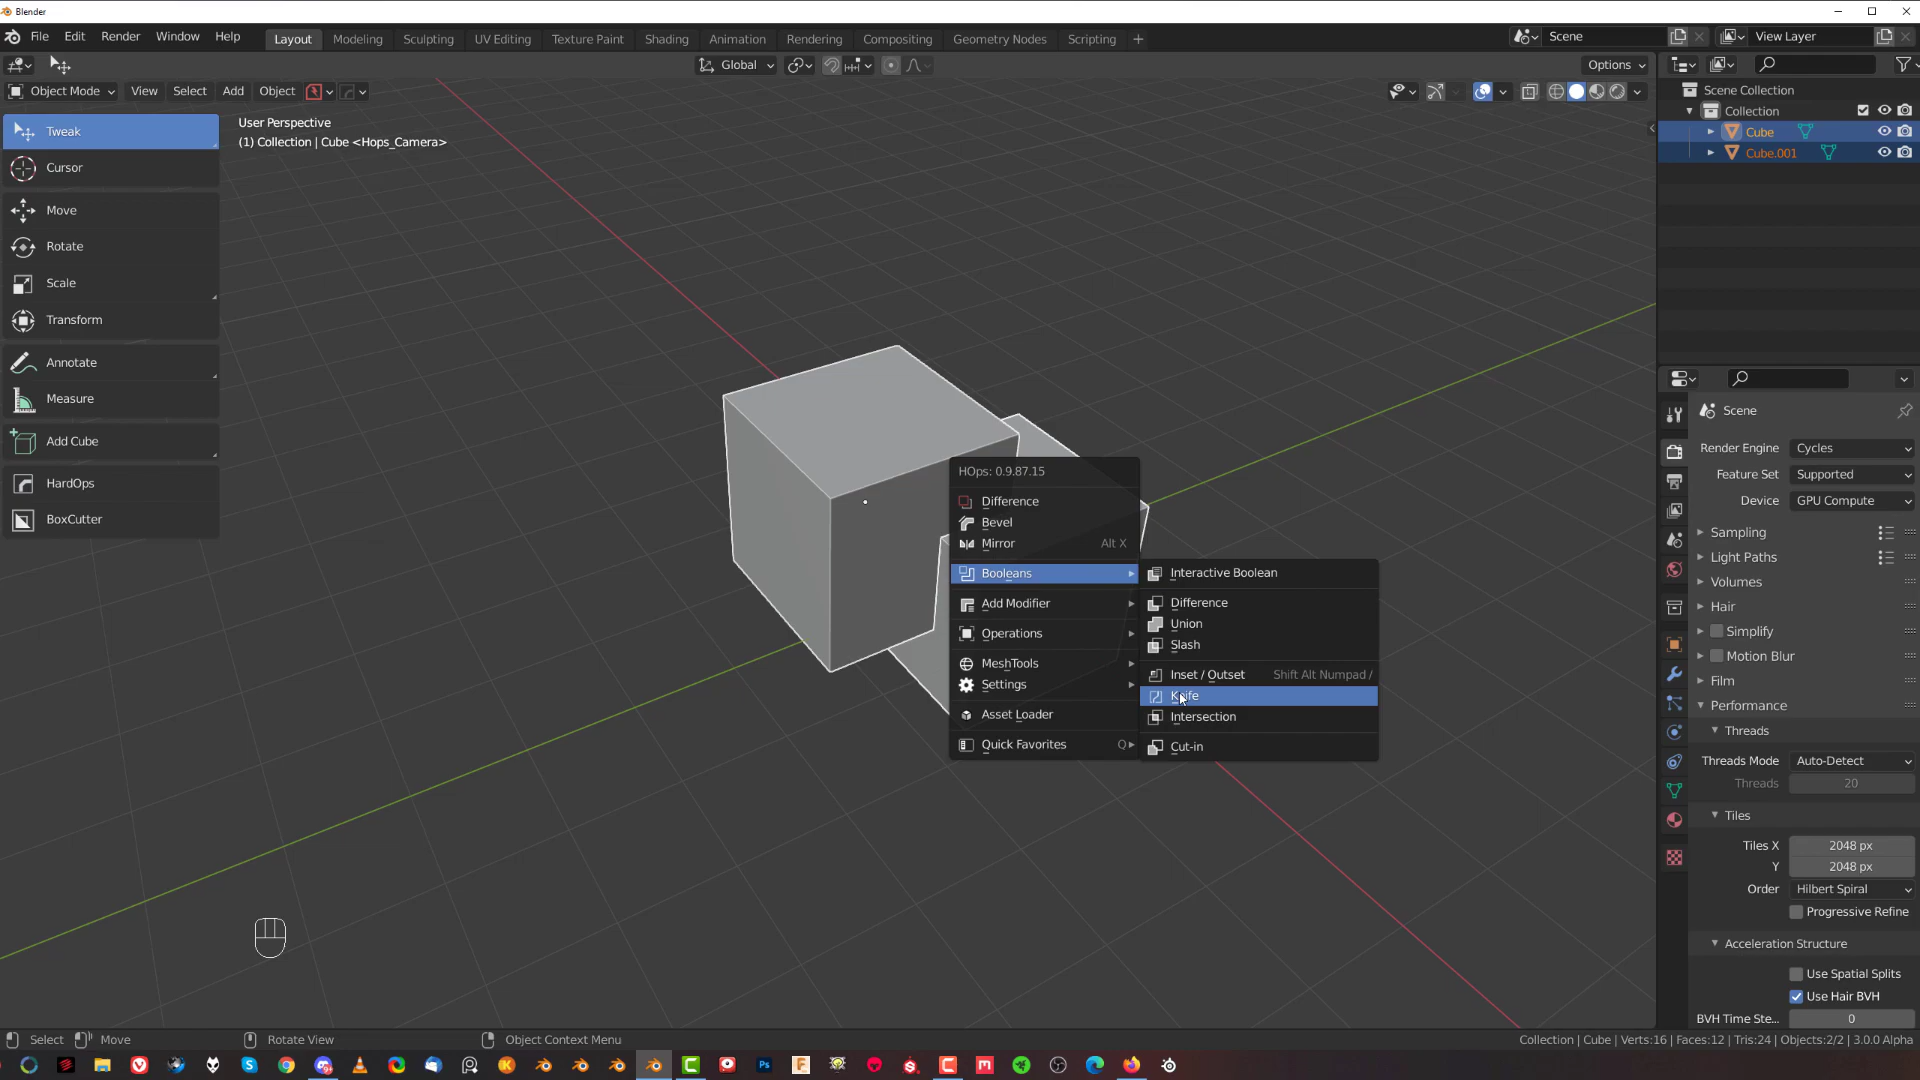 Blender
File Edit Render Window Help
Layout Modeling Sculpting UV Editing Texture Paint Shading Animation Rendering Compositing Geometry Nodes Scripting +
Scene
View Layer
Global
Options
Object Mode View Select Add Object
Tweak
Cursor
Move
Rotate
Scale
Transform
Annotate
Measure
Add Cube
HardOps
BoxCutter
User Perspective
(1) Collection | Cube <Hops_Camera>
HOps: 0.9.87.15
Difference
Bevel
Mirror Alt X
Booleans
Add Modifier
Operations
MeshTools
Settings
Asset Loader
Quick Favorites Q
Interactive Boolean
Difference
Union
Slash
Inset / Outset Shift Alt Numpad /
Knife
Intersection
Cut-in
Scene Collection
Collection
Cube
Cube.001
Scene
Render Engine Cycles
Feature Set Supported
Device GPU Compute
Sampling
Light Paths
Volumes
Hair
Simplify
Motion Blur
Film
Performance
Threads
Threads Mode Auto-Detect
Threads 20
Tiles
Tiles X 2048 px
Y 2048 px
Order Hilbert Spiral
Progressive Refine
Acceleration Structure
Use Spatial Splits
Use Hair BVH
BVH Time Ste... 0
Select Move Rotate View Object Context Menu
Collection | Cube | Verts:16 | Faces:12 | Tris:24 | Objects:2/2 | 3.0.0 Alpha